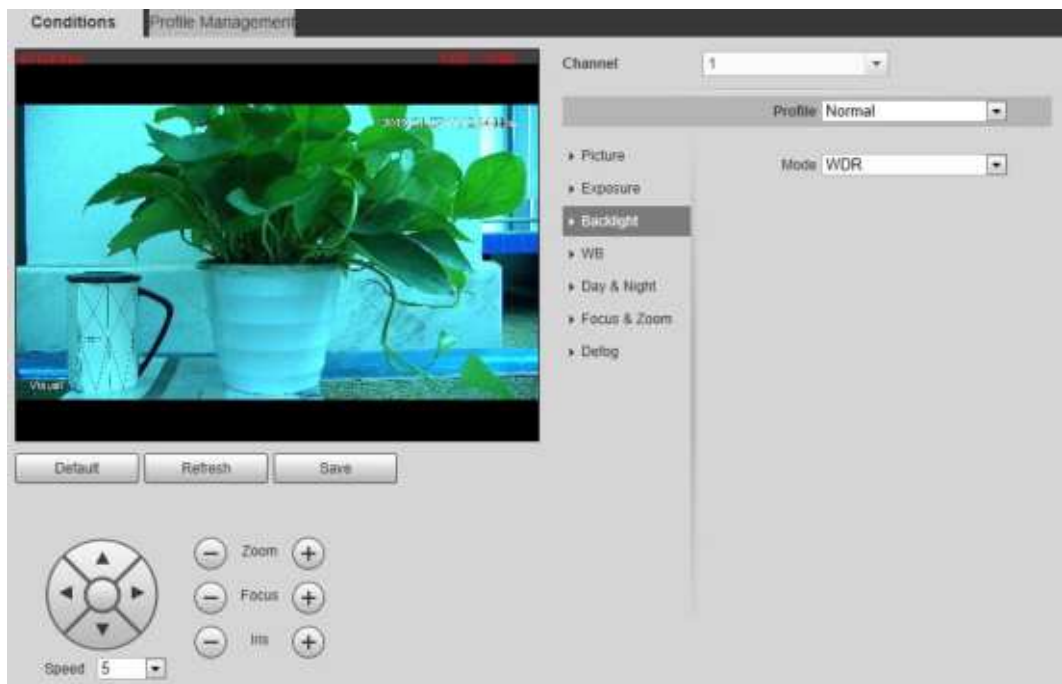 Conditions
Profile Management
Channel
1
Profile
Normal
Picture
Mode
WDR
Exposure
Backlight
WB
Day & Night
Focus & Zoom
Defog
Visual
Default
Refresh
Save
Zoom
Focus
Iris
Speed
5